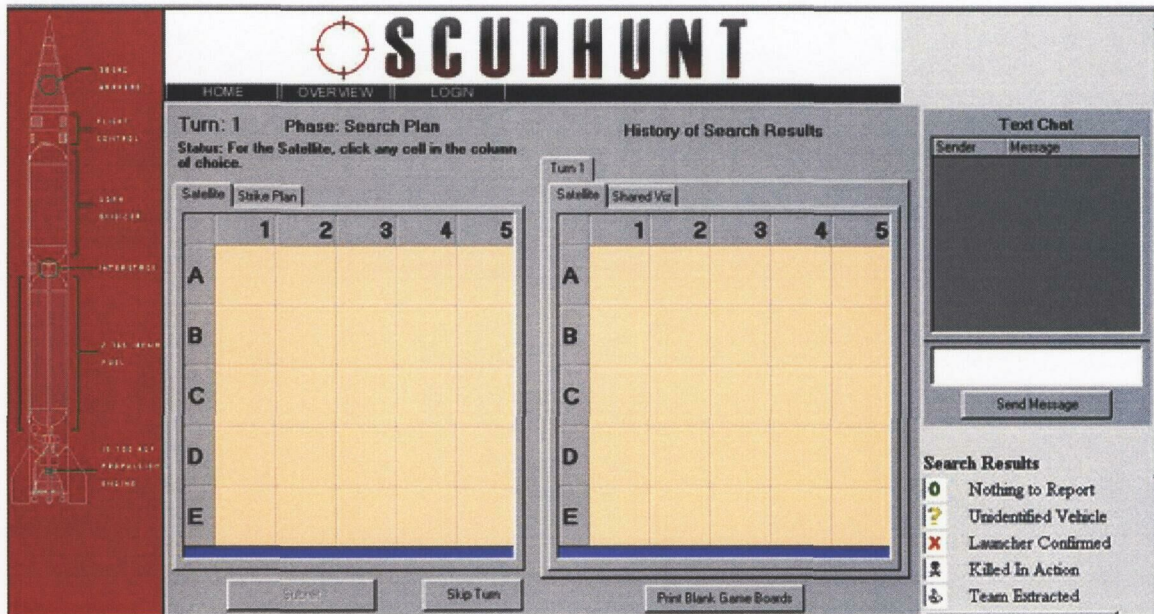 SCUDHUNT
HOME OVERVIEW LOGIN
Turn: 1 Phase: Search Plan
Status: For the Satellite, click any cell in the column
of choice.
Satellite Strike Plan
1 2 3 4 5
A
B
C
D
E
Submit
Skip Turn
History of Search Results
Turn 1
Satellite Shared Viz
1 2 3 4 5
A
B
C
D
E
Print Blank Game Boards
Text Chat
Sender Message
Send Message
Search Results
0 Nothing to Report
? Unidentified Vehicle
X Launcher Confirmed
Killed In Action
Team Extracted
FLIGHT
CONTROL